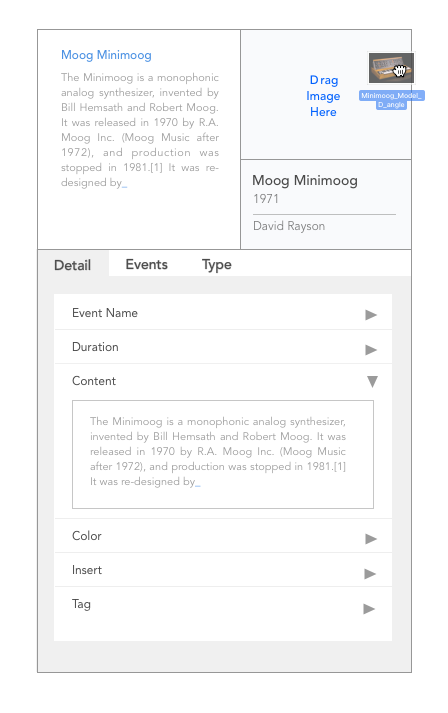 Moog Minimoog
The Minimoog is a monophonic
analog synthesizer, invented by
Bill Hemsath and Robert Moog.
It was released in 1970 by R.A.
Moog Inc. (Moog Music after
1972), and production was
stopped in 1981.[1] It was re-
designed by_
Drag
Image
Here
Minimoog_Model_
D_angle
Moog Minimoog
1971
David Rayson
Detail Events Type
Event Name
Duration
Content
The Minimoog is a monophonic analog synthesizer,
invented by Bill Hemsath and Robert Moog. It was
released in 1970 by R.A. Moog Inc. (Moog Music
after 1972), and production was stopped in 1981.[1]
It was re-designed by_
Color
Insert
Tag